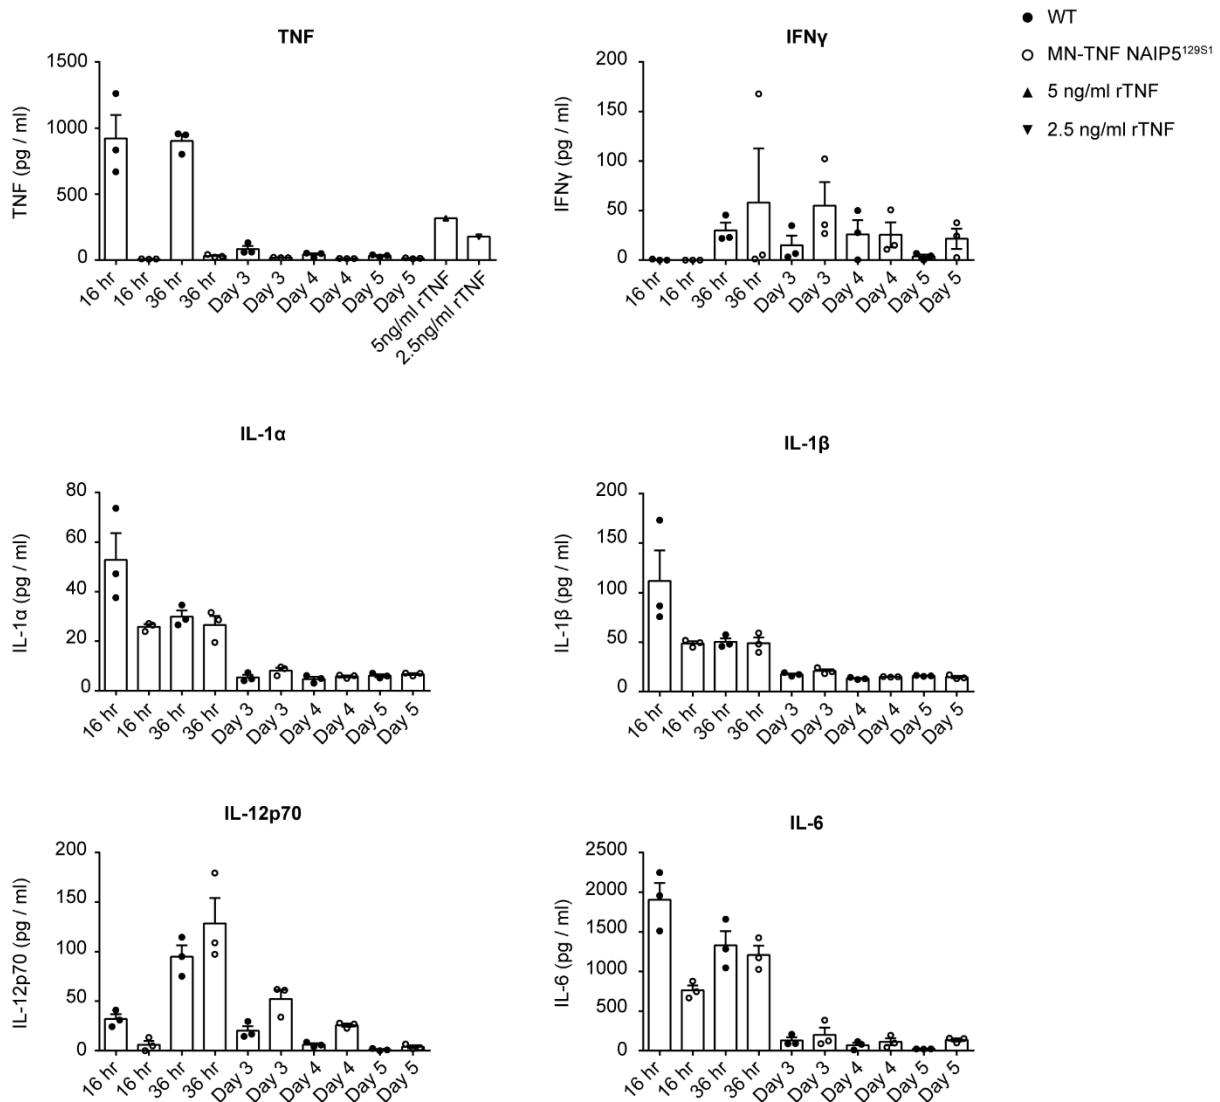 TNF
TNF (pg / ml)
1500
1000
500
0
16 hr
16 hr
36 hr
36 hr
Day 3
Day 3
Day 4
Day 4
Day 5
Day 5
5ng/ml rTNF
2.5ng/ml rTNF
IFNγ
IFNγ (pg / ml)
200
150
100
50
0
16 hr
16 hr
36 hr
36 hr
Day 3
Day 3
Day 4
Day 4
Day 5
Day 5
WT
MN-TNF NAIP5¹²⁹ˢ¹
5 ng/ml rTNF
2.5 ng/ml rTNF
IL-1α
IL-1α (pg / ml)
80
60
40
20
0
16 hr
16 hr
36 hr
36 hr
Day 3
Day 3
Day 4
Day 4
Day 5
Day 5
IL-1β
IL-1β (pg / ml)
200
150
100
50
0
16 hr
16 hr
36 hr
36 hr
Day 3
Day 3
Day 4
Day 4
Day 5
Day 5
IL-12p70
IL-12p70 (pg / ml)
200
150
100
50
0
16 hr
16 hr
36 hr
36 hr
Day 3
Day 3
Day 4
Day 4
Day 5
Day 5
IL-6
IL-6 (pg / ml)
2500
2000
1500
1000
500
0
16 hr
16 hr
36 hr
36 hr
Day 3
Day 3
Day 4
Day 4
Day 5
Day 5